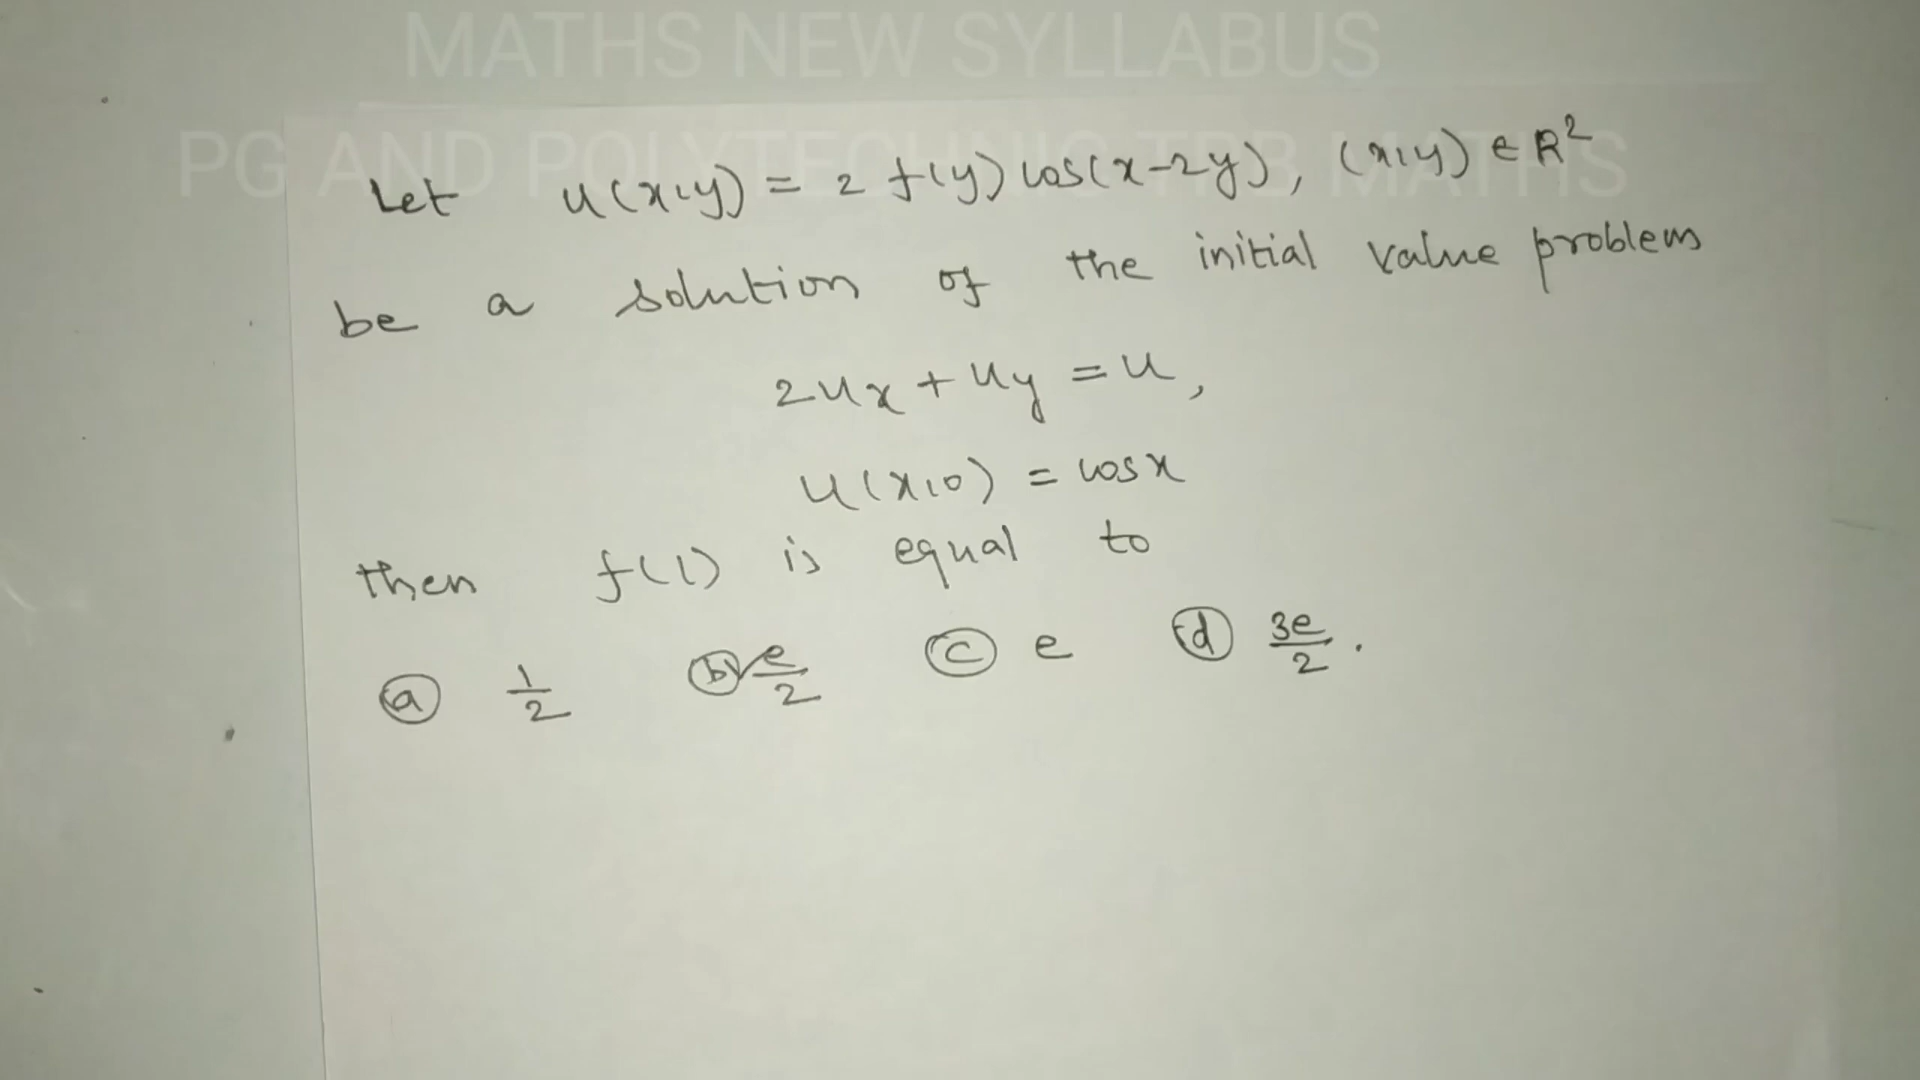 MATHS NEW SYLLABUS
PG AND POLYTECHNIC TRB MATHS
Let u(x,y) = 2 f(y) cos(x-2y), (x,y) ∈ R²
be a solution of the initial value problem
2ux + uy = u,
u(x,0) = cos x
then f(1) is equal to
(a) 1/2 (b) ✓ e/2 (c) e (d) 3e/2 .